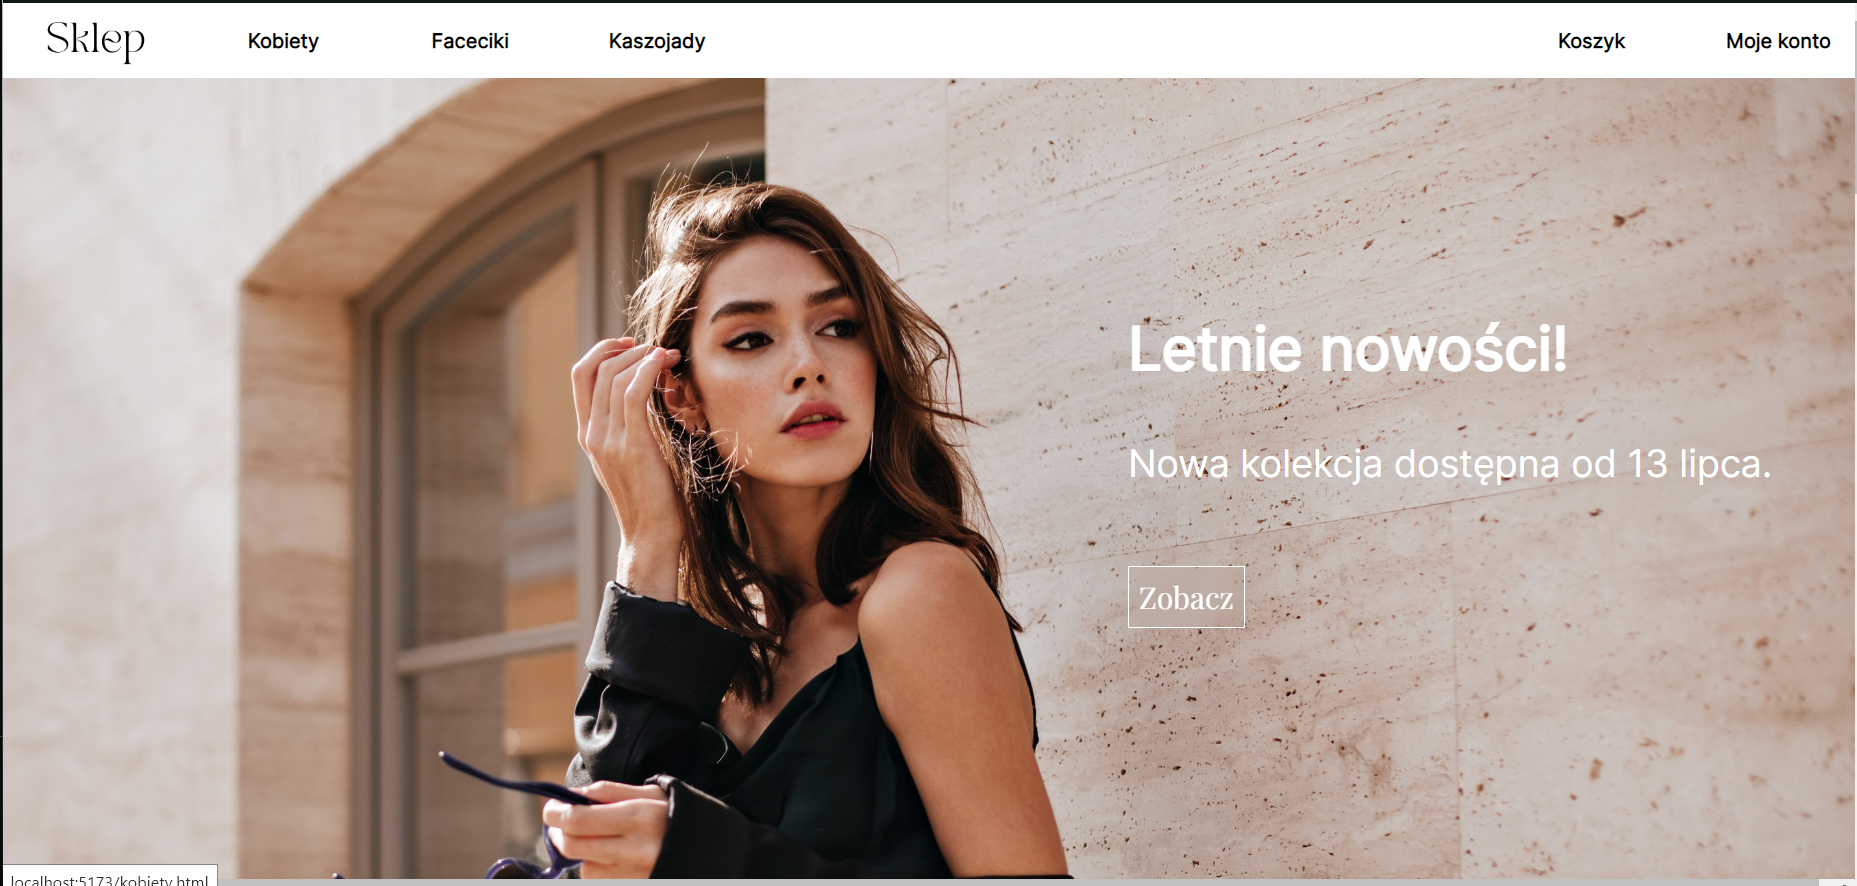 Sklep Kobiety Faceciki Kaszojady Koszyk Moje konto
Letnie nowości!
Nowa kolekcja dostępna od 13 lipca.
Zobacz
localhost:5173/kobiety.html